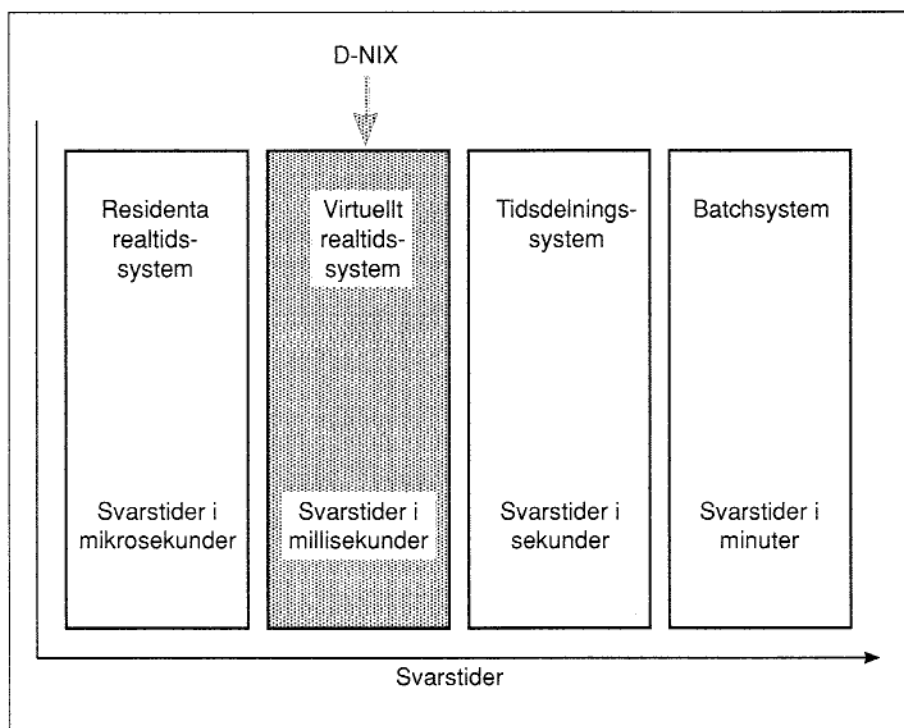 D-NIX
Residenta
realtids-
system
Virtuellt
realtids-
system
Tidsdelnings-
system
Batchsystem
Svarstider i
mikrosekunder
Svarstider i
millisekunder
Svarstider i
sekunder
Svarstider i
minuter
Svarstider